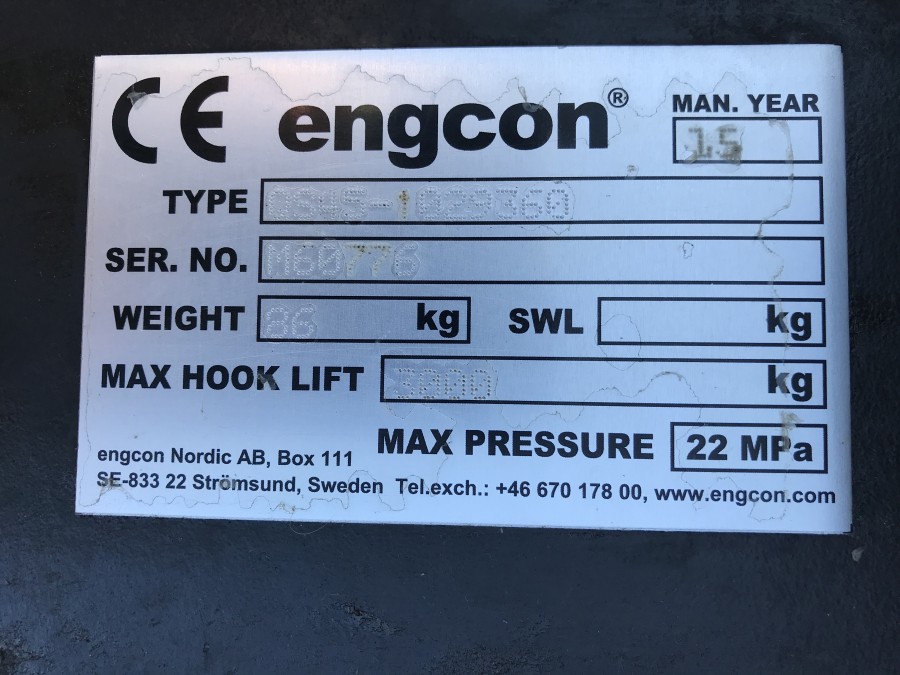 CE engcon® MAN. YEAR
15
TYPE
SER. NO. M60776
WEIGHT 86 kg SWL kg
MAX HOOK LIFT 3000 kg
MAX PRESSURE 22 MPa
engcon Nordic AB, Box 111
SE-833 22 Strömsund, Sweden Tel.exch.: +46 670 178 00, www.engcon.com